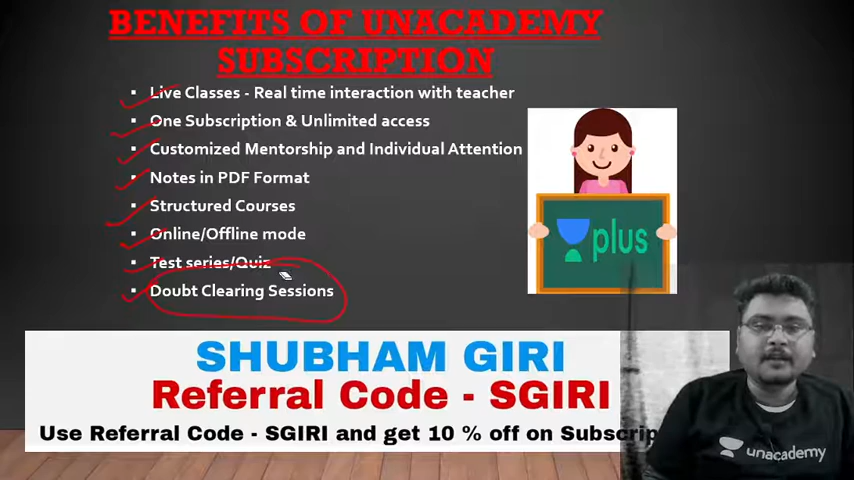 BENEFITS OF UNACADEMY
SUBSCRIPTION
Live Classes - Real time interaction with teacher
One Subscription & Unlimited access
Customized Mentorship and Individual Attention
Notes in PDF Format
Structured Courses
Online/Offline mode
Test series/Quiz
Doubt Clearing Sessions
plus
SHUBHAM GIRI
Referral Code - SGIRI
Use Referral Code - SGIRI and get 10 % off on
unacademy